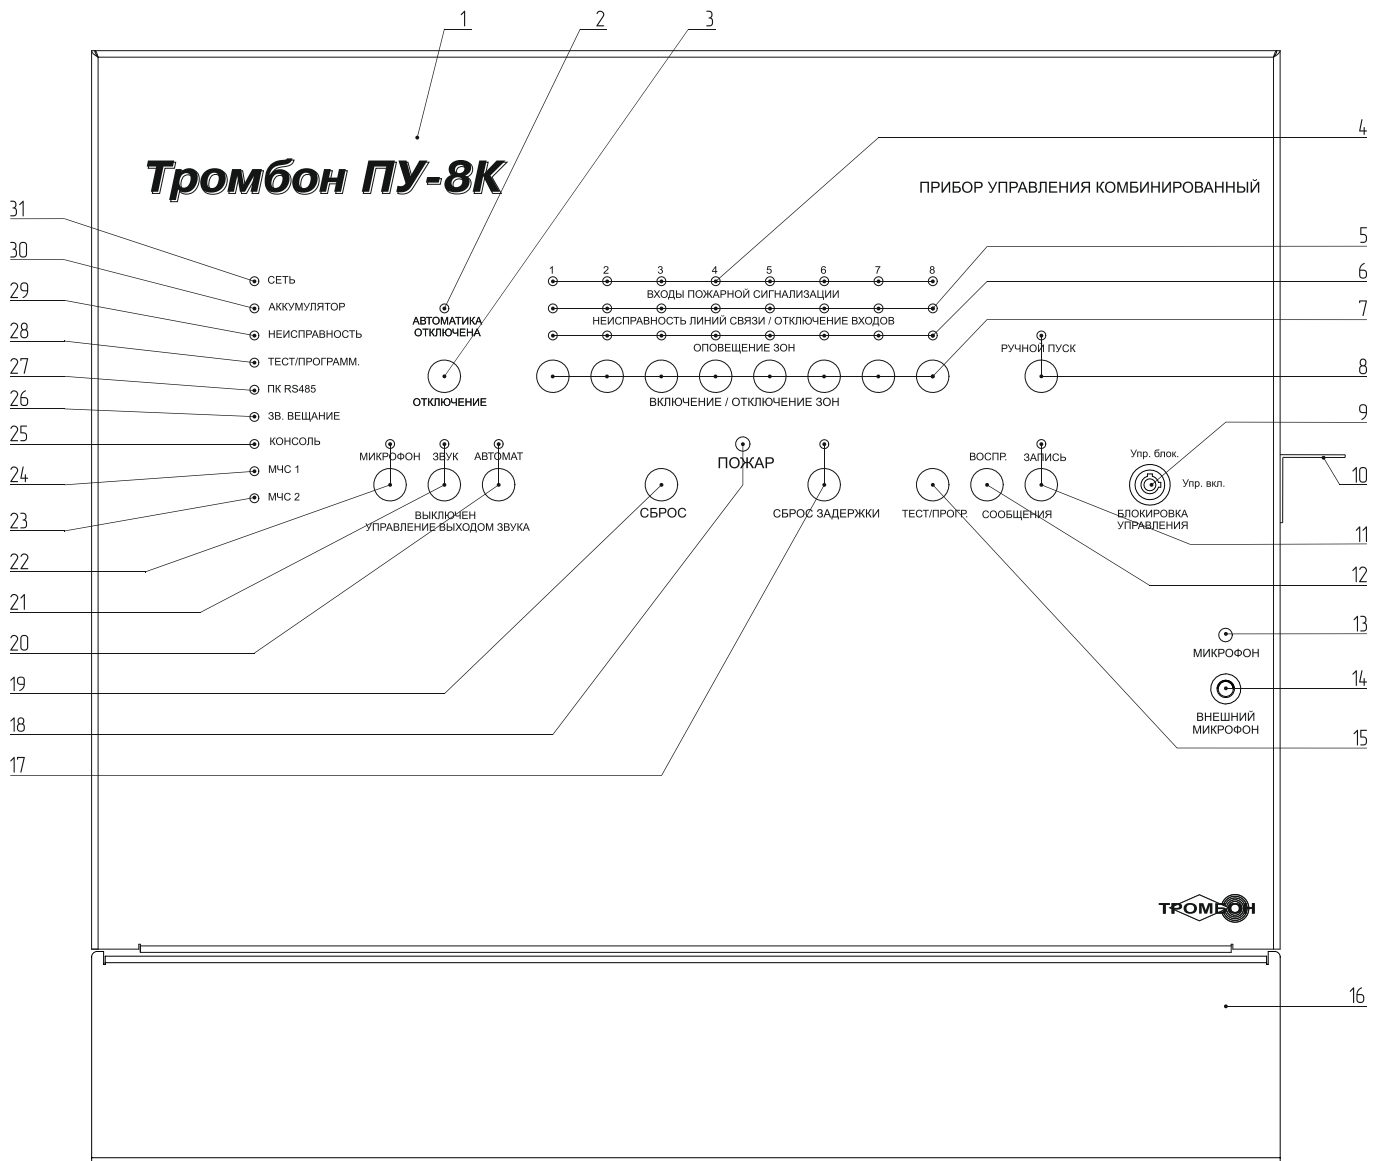 1 2 3
4
Тромбон ПУ-8К
ПРИБОР УПРАВЛЕНИЯ КОМБИНИРОВАННЫЙ
31
5
30
1 2 3 4 5 6 7 8
6
СЕТЬ
ВХОДЫ ПОЖАРНОЙ СИГНАЛИЗАЦИИ
29
АККУМУЛЯТОР
7
АВТОМАТИКА
ОТКЛЮЧЕНА
НЕИСПРАВНОСТЬ ЛИНИЙ СВЯЗИ / ОТКЛЮЧЕНИЕ ВХОДОВ
28
НЕИСПРАВНОСТЬ
ОПОВЕЩЕНИЕ ЗОН
РУЧНОЙ ПУСК
27
ТЕСТ/ПРОГРАММ.
8
26
ПК RS485
ОТКЛЮЧЕНИЕ
ВКЛЮЧЕНИЕ / ОТКЛЮЧЕНИЕ ЗОН
9
ЗВ. ВЕЩАНИЕ
25
КОНСОЛЬ
МИКРОФОН ЗВУК АВТОМАТ
ПОЖАР
ВОСПР. ЗАПИСЬ
Упр. блок.
24
МЧС 1
10
Упр. вкл.
23
МЧС 2
ВЫКЛЮЧЕН
УПРАВЛЕНИЕ ВЫХОДОМ ЗВУКА
СБРОС
СБРОС ЗАДЕРЖКИ
ТЕСТ/ПРОГР.
СООБЩЕНИЯ
БЛОКИРОВКА
УПРАВЛЕНИЯ
11
22
12
21
13
20
МИКРОФОН
19
14
ВНЕШНИЙ
МИКРОФОН
18
15
17
ТРОМБОН
16